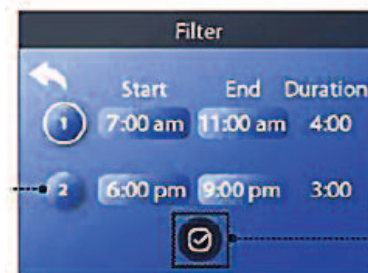 Filter
Start End Duration
1 7:00 am 11:00 am 4:00
2 6:00 pm 9:00 pm 3:00